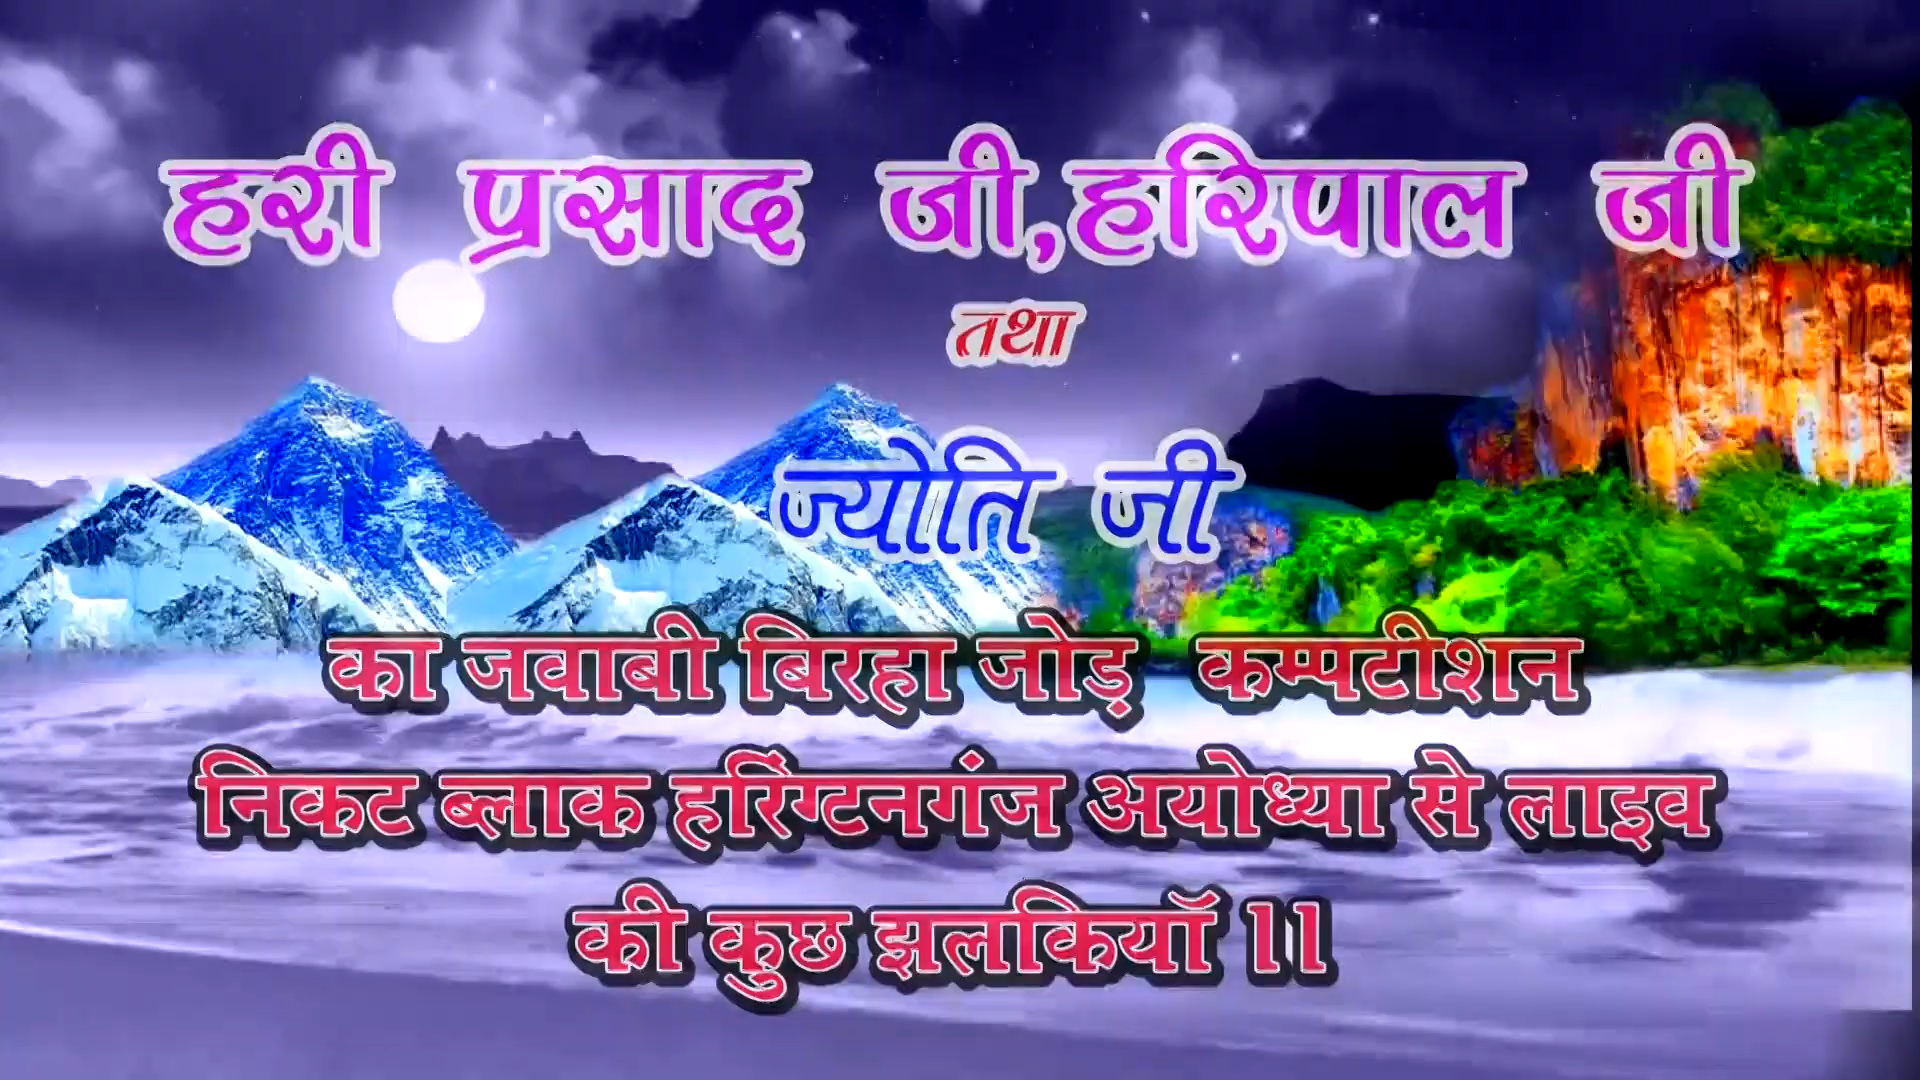 हरी प्रसाद जी,हरिपाल जी
तथा
ज्योति जी
का जवाबी बिरहा जोड़ कम्पटीशन
निकट ब्लाक हरिंग्टनगंज अयोध्या से लाइव
की कुछ झलकियॉ ।।